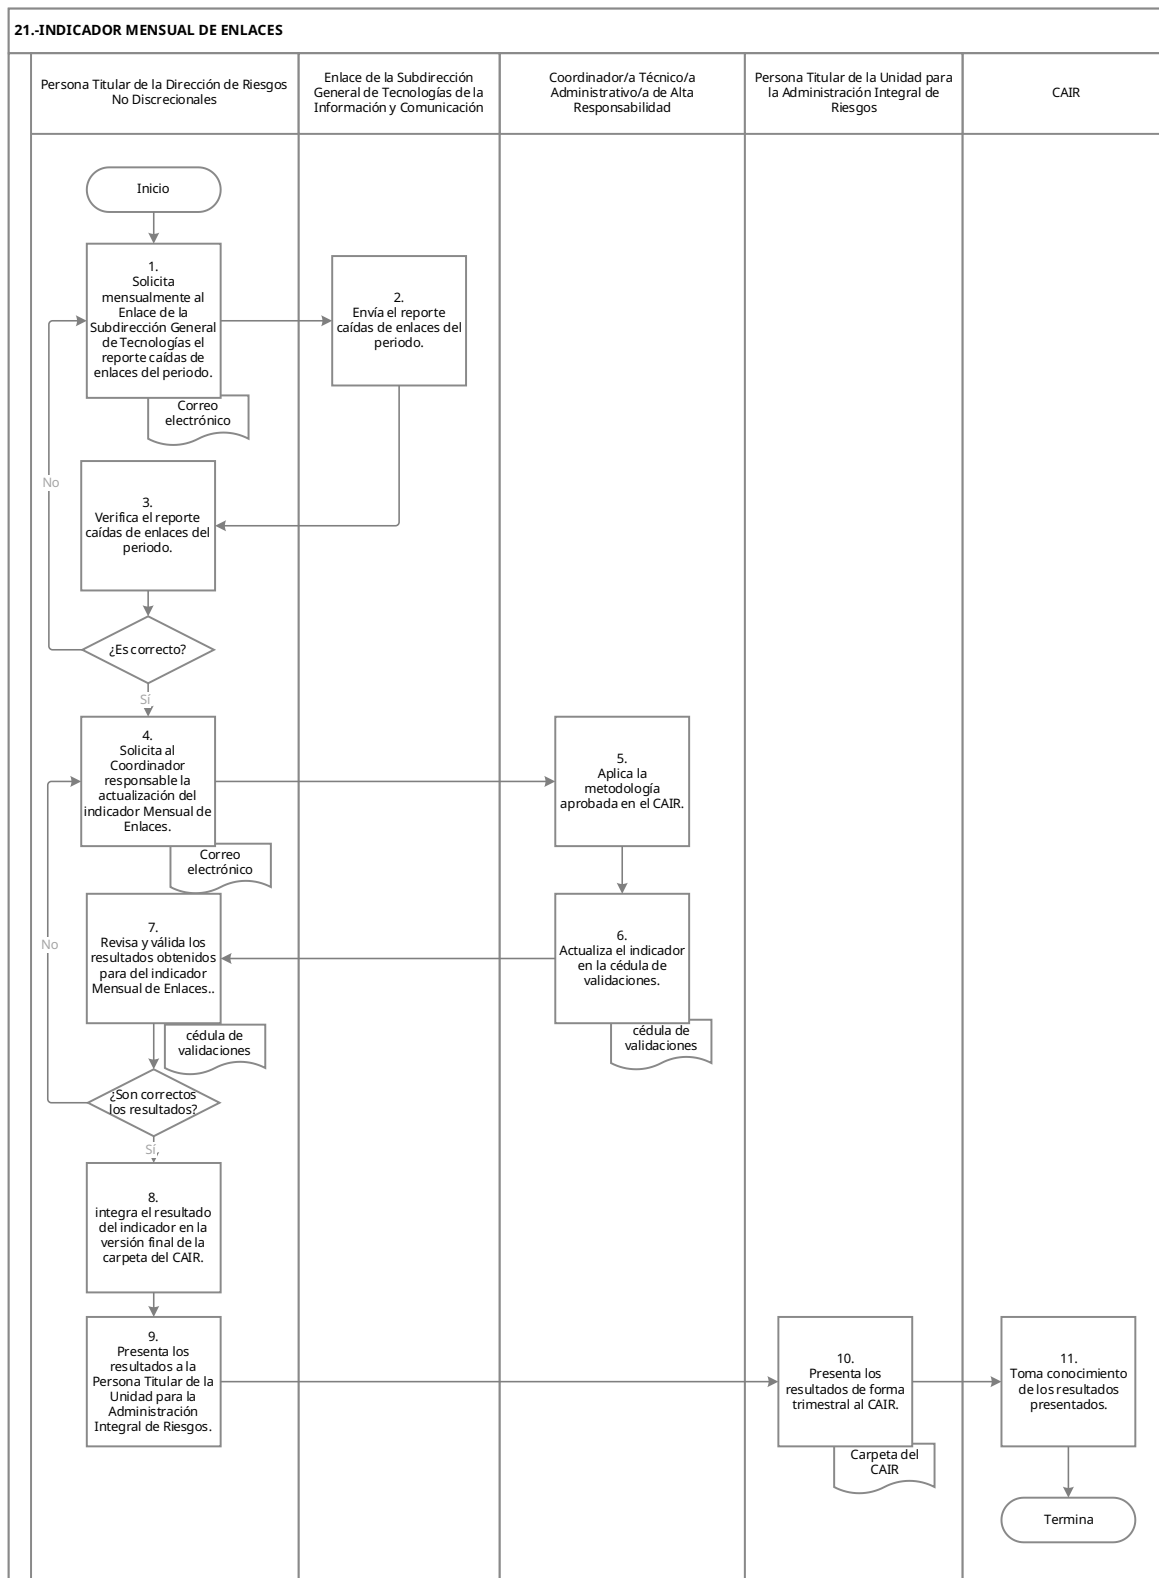 21.-INDICADOR MENSUAL DE ENLACES
Persona Titular de la Dirección de Riesgos
No Discrecionales
Enlace de la Subdirección
General de Tecnologías de la
Información y Comunicación
Coordinador/a Técnico/a
Administrativo/a de Alta
Responsabilidad
Persona Titular de la Unidad para
la Administración Integral de
Riesgos
CAIR
Inicio
1.
Solicita
mensualmente al
Enlace de la
Subdirección General
de Tecnologías el
reporte caídas de
enlaces del periodo.
Correo
electrónico
2.
Envía el reporte
caídas de enlaces del
periodo.
No
3.
Verifica el reporte
caídas de enlaces del
periodo.
¿Es correcto?
Sí
4.
Solicita al
Coordinador
responsable la
actualización del
indicador Mensual de
Enlaces.
Correo
electrónico
5.
Aplica la
metodología
aprobada en el CAIR.
6.
Actualiza el indicador
en la cédula de
validaciones.
cédula de
validaciones
No
7.
Revisa y válida los
resultados obtenidos
para del indicador
Mensual de Enlaces..
cédula de
validaciones
¿Son correctos
los resultados?
Sí,
8.
integra el resultado
del indicador en la
versión final de la
carpeta del CAIR.
9.
Presenta los
resultados a la
Persona Titular de la
Unidad para la
Administración
Integral de Riesgos.
10.
Presenta los
resultados de forma
trimestral al CAIR.
Carpeta del
CAIR
11.
Toma conocimiento
de los resultados
presentados.
Termina